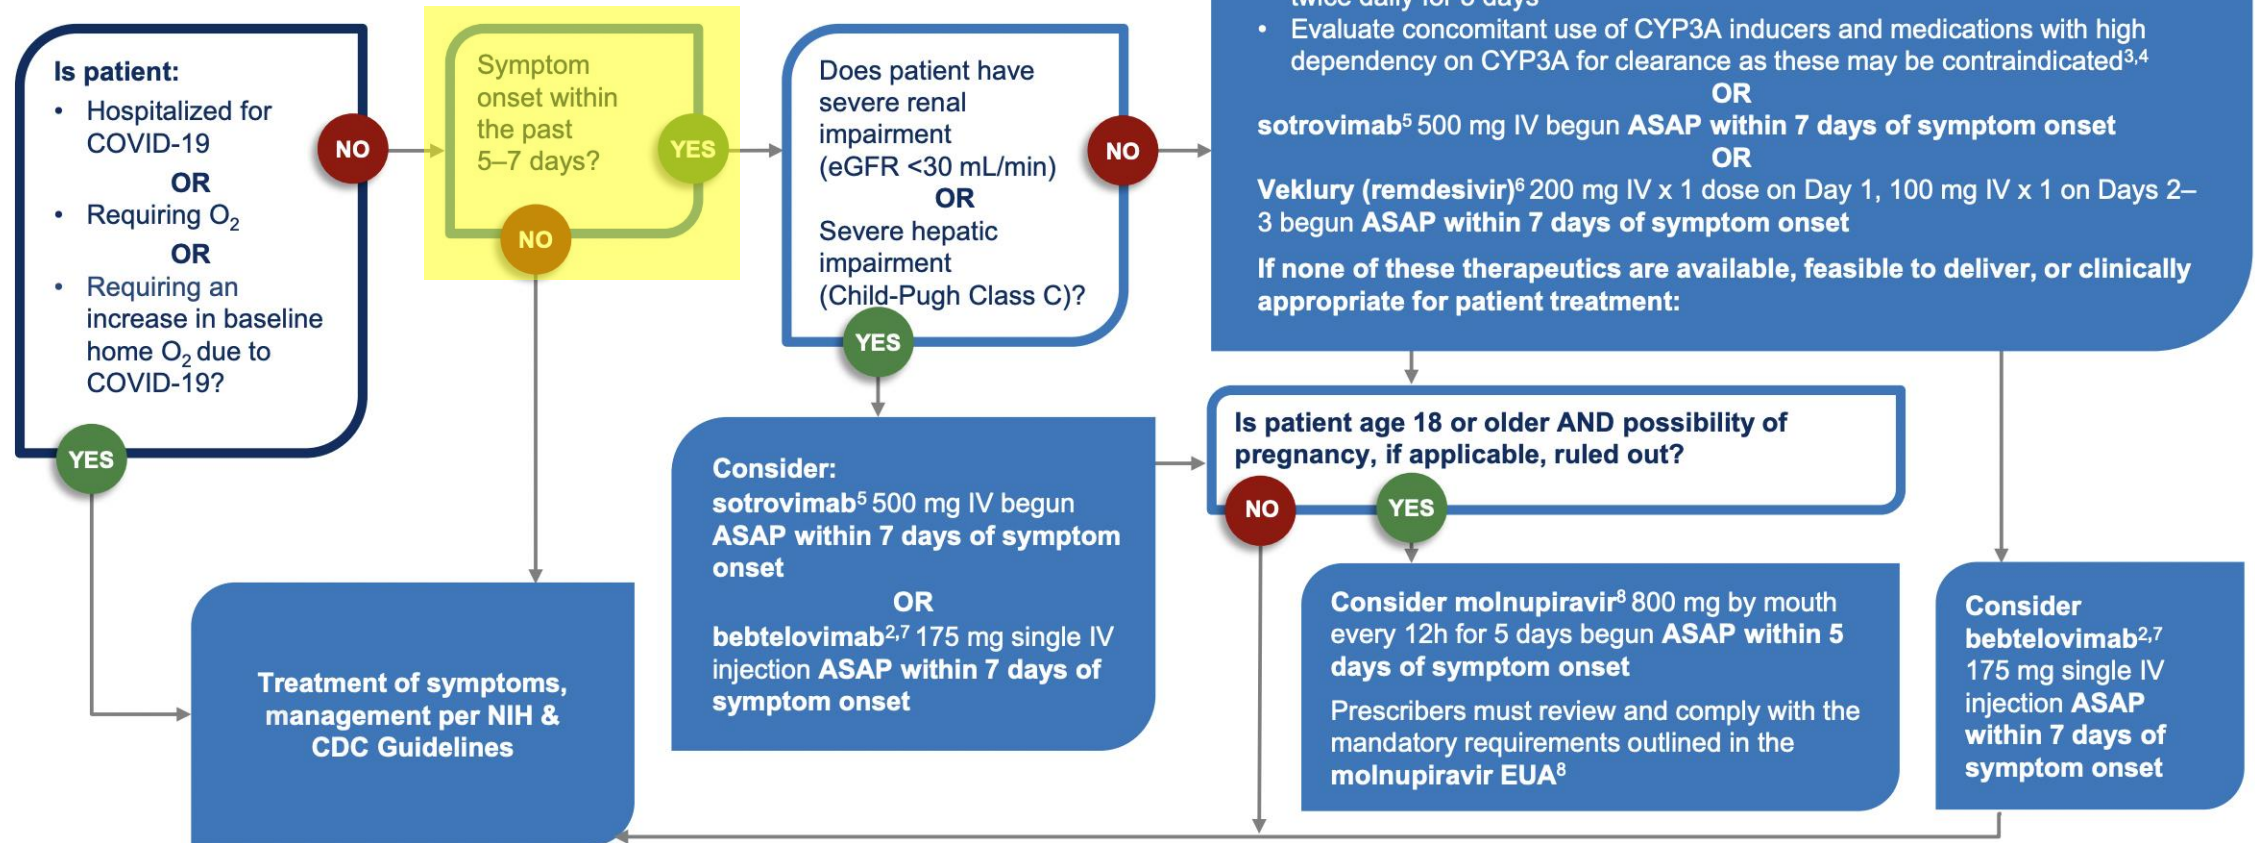 Is patient:
• Hospitalized for
COVID-19
OR
• Requiring O2
OR
• Requiring an
increase in baseline
home O2 due to
COVID-19?
NO
YES
Symptom
onset within
the past
5–7 days?
YES
NO
Does patient have
severe renal
impairment
(eGFR <30 mL/min)
OR
Severe hepatic
impairment
(Child-Pugh Class C)?
NO
YES
twice daily for 5 days
• Evaluate concomitant use of CYP3A inducers and medications with high
dependency on CYP3A for clearance as these may be contraindicated3,4
OR
sotrovimab5 500 mg IV begun ASAP within 7 days of symptom onset
OR
Veklury (remdesivir)6 200 mg IV x 1 dose on Day 1, 100 mg IV x 1 on Days 2–
3 begun ASAP within 7 days of symptom onset
If none of these therapeutics are available, feasible to deliver, or clinically
appropriate for patient treatment:
Treatment of symptoms,
management per NIH &
CDC Guidelines
Consider:
sotrovimab5 500 mg IV begun
ASAP within 7 days of symptom
onset
OR
bebtelovimab2,7 175 mg single IV
injection ASAP within 7 days of
symptom onset
Is patient age 18 or older AND possibility of
pregnancy, if applicable, ruled out?
NO
YES
Consider molnupiravir8 800 mg by mouth
every 12h for 5 days begun ASAP within 5
days of symptom onset
Prescribers must review and comply with the
mandatory requirements outlined in the
molnupiravir EUA8
Consider
bebtelovimab2,7
175 mg single IV
injection ASAP
within 7 days of
symptom onset